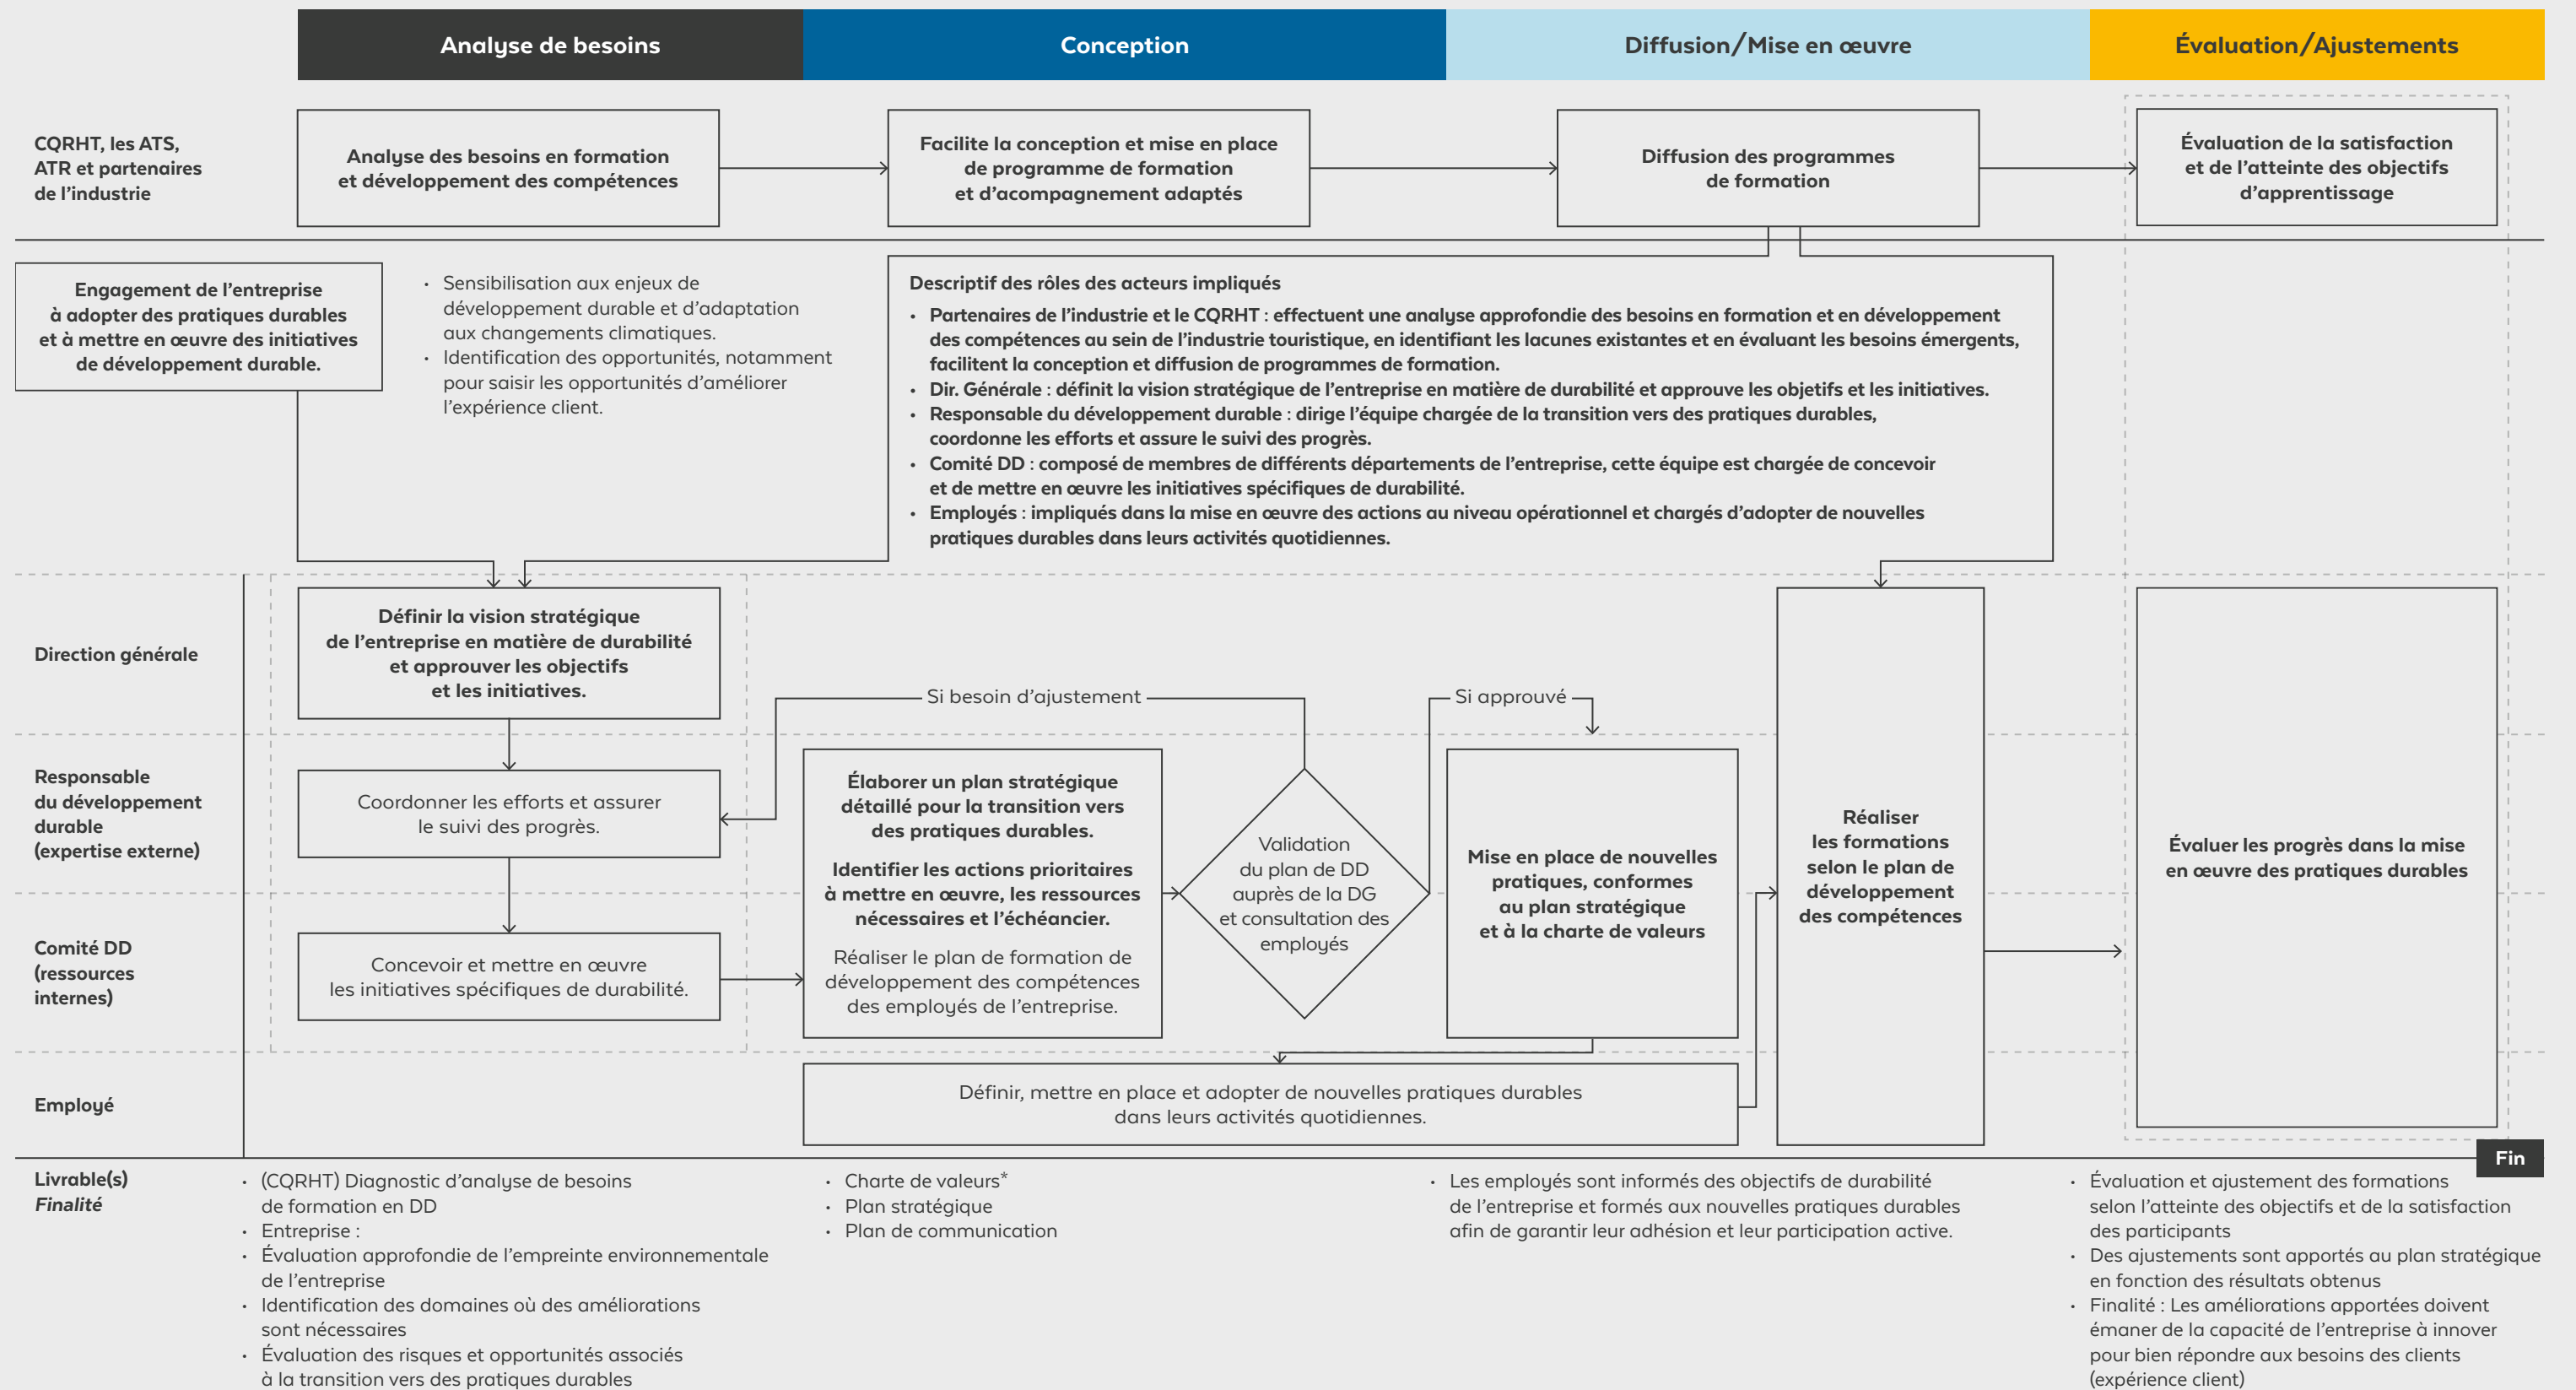 Analyse de besoins
Conception
Diffusion/Mise en œuvre
Évaluation/Ajustements
CQRHT, les ATS,
ATR et partenaires
de l'industrie
Analyse des besoins en formation
et développement des compétences
Facilite la conception et mise en place
de programme de formation
et d'acompagnement adaptés
Diffusion des programmes
de formation
Évaluation de la satisfaction
et de l'atteinte des objectifs
d'apprentissage
Engagement de l'entreprise
à adopter des pratiques durables
et à mettre en œuvre des initiatives
de développement durable.
• Sensibilisation aux enjeux de
développement durable et d'adaptation
aux changements climatiques.
• Identification des opportunités, notamment
pour saisir les opportunités d'améliorer
l'expérience client.
Descriptif des rôles des acteurs impliqués
• Partenaires de l'industrie et le CQRHT : effectuent une analyse approfondie des besoins en formation et en développement
des compétences au sein de l'industrie touristique, en identifiant les lacunes existantes et en évaluant les besoins émergents,
facilitent la conception et diffusion de programmes de formation.
• Dir. Générale : définit la vision stratégique de l'entreprise en matière de durabilité et approuve les objetifs et les initiatives.
• Responsable du développement durable : dirige l'équipe chargée de la transition vers des pratiques durables,
coordonne les efforts et assure le suivi des progrès.
• Comité DD : composé de membres de différents départements de l'entreprise, cette équipe est chargée de concevoir
et de mettre en œuvre les initiatives spécifiques de durabilité.
• Employés : impliqués dans la mise en œuvre des actions au niveau opérationnel et chargés d'adopter de nouvelles
pratiques durables dans leurs activités quotidiennes.
Direction générale
Définir la vision stratégique
de l'entreprise en matière de durabilité
et approuver les objectifs
et les initiatives.
Si besoin d'ajustement
Si approuvé
Responsable
du développement
durable
(expertise externe)
Coordonner les efforts et assurer
le suivi des progrès.
Élaborer un plan stratégique
détaillé pour la transition vers
des pratiques durables.
Identifier les actions prioritaires
à mettre en œuvre, les ressources
nécessaires et l'échéancier.
Réaliser le plan de formation de
développement des compétences
des employés de l'entreprise.
Validation
du plan de DD
auprès de la DG
et consultation des
employés
Mise en place de nouvelles
pratiques, conformes
au plan stratégique
et à la charte de valeurs
Réaliser
les formations
selon le plan de
développement
des compétences
Évaluer les progrès dans la mise
en œuvre des pratiques durables
Comité DD
(ressources
internes)
Concevoir et mettre en œuvre
les initiatives spécifiques de durabilité.
Employé
Définir, mettre en place et adopter de nouvelles pratiques durables
dans leurs activités quotidiennes.
Fin
Livrable(s)
Finalité
• (CQRHT) Diagnostic d'analyse de besoins
de formation en DD
• Entreprise :
• Évaluation approfondie de l'empreinte environnementale
de l'entreprise
• Identification des domaines où des améliorations
sont nécessaires
• Évaluation des risques et opportunités associés
à la transition vers des pratiques durables
• Charte de valeurs*
• Plan stratégique
• Plan de communication
• Les employés sont informés des objectifs de durabilité
de l'entreprise et formés aux nouvelles pratiques durables
afin de garantir leur adhésion et leur participation active.
• Évaluation et ajustement des formations
selon l'atteinte des objectifs et de la satisfaction
des participants
• Des ajustements sont apportés au plan stratégique
en fonction des résultats obtenus
• Finalité : Les améliorations apportées doivent
émaner de la capacité de l'entreprise à innover
pour bien répondre aux besoins des clients
(expérience client)